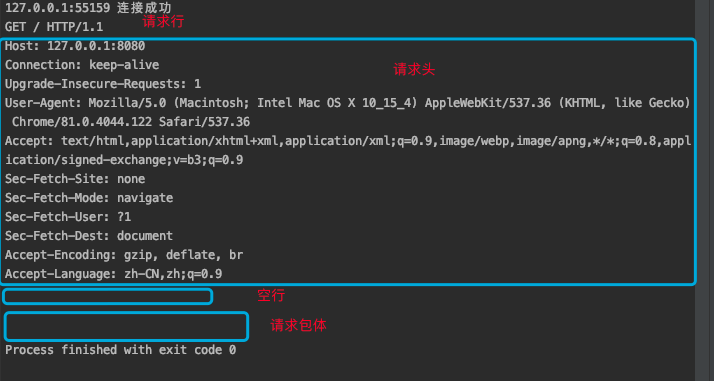 127.0.0.1:55159 连接成功
请求行
GET / HTTP/1.1
Host: 127.0.0.1:8080
Connection: keep-alive
请求头
Upgrade-Insecure-Requests: 1
User-Agent: Mozilla/5.0 (Macintosh; Intel Mac OS X 10_15_4) AppleWebKit/537.36 (KHTML, like Gecko)
Chrome/81.0.4044.122 Safari/537.36
Accept: text/html,application/xhtml+xml,application/xml;q=0.9,image/webp,image/apng,*/*;q=0.8,appl
ication/signed-exchange;v=b3;q=0.9
Sec-Fetch-Site: none
Sec-Fetch-Mode: navigate
Sec-Fetch-User: ?1
Sec-Fetch-Dest: document
Accept-Encoding: gzip, deflate, br
Accept-Language: zh-CN,zh;q=0.9
空行
请求包体
Process finished with exit code 0